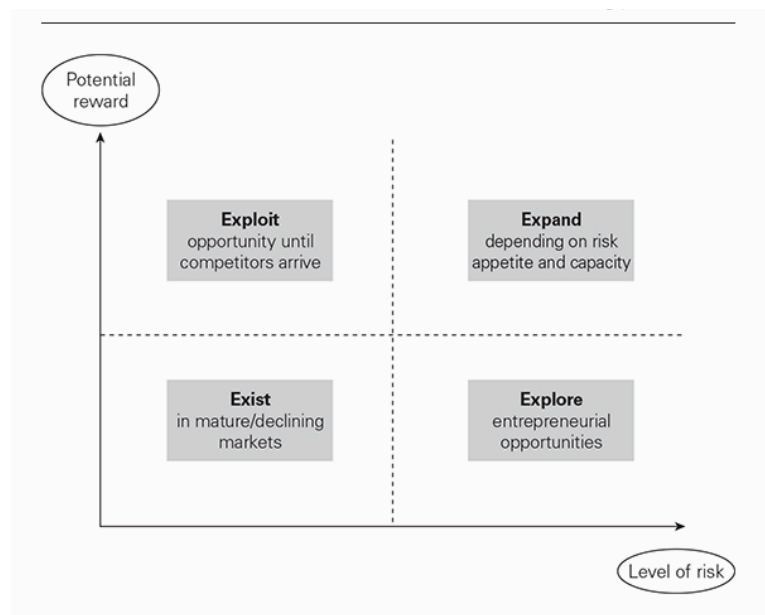 Potential
reward
Exploit
opportunity until
competitors arrive
Expand
depending on risk
appetite and capacity
Exist
in mature/declining
markets
Explore
entrepreneurial
opportunities
Level of risk